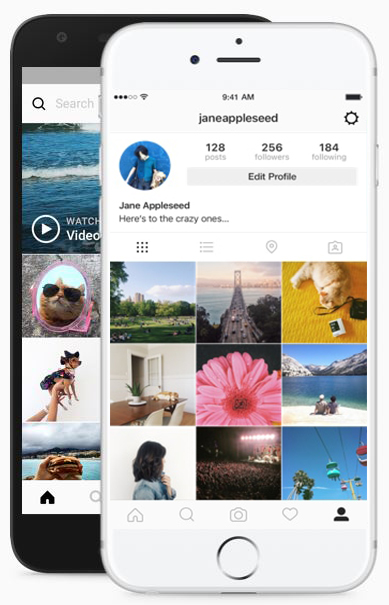 Search
WATCH
Video
9:41 AM
janeappleseed
128
posts
256
followers
184
following
Edit Profile
Jane Appleseed
Here's to the crazy ones...